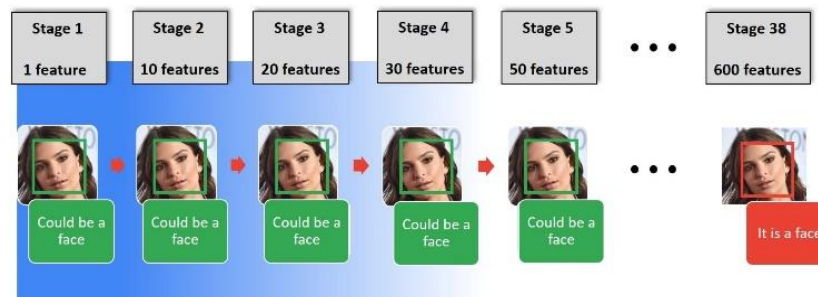 Stage 1
1 feature
Stage 2
10 features
Stage 3
20 features
Stage 4
30 features
Stage 5
50 features
Stage 38
600 features
Could be a
face
Could be a
face
Could be a
face
Could be a
face
Could be a
face
It is a face